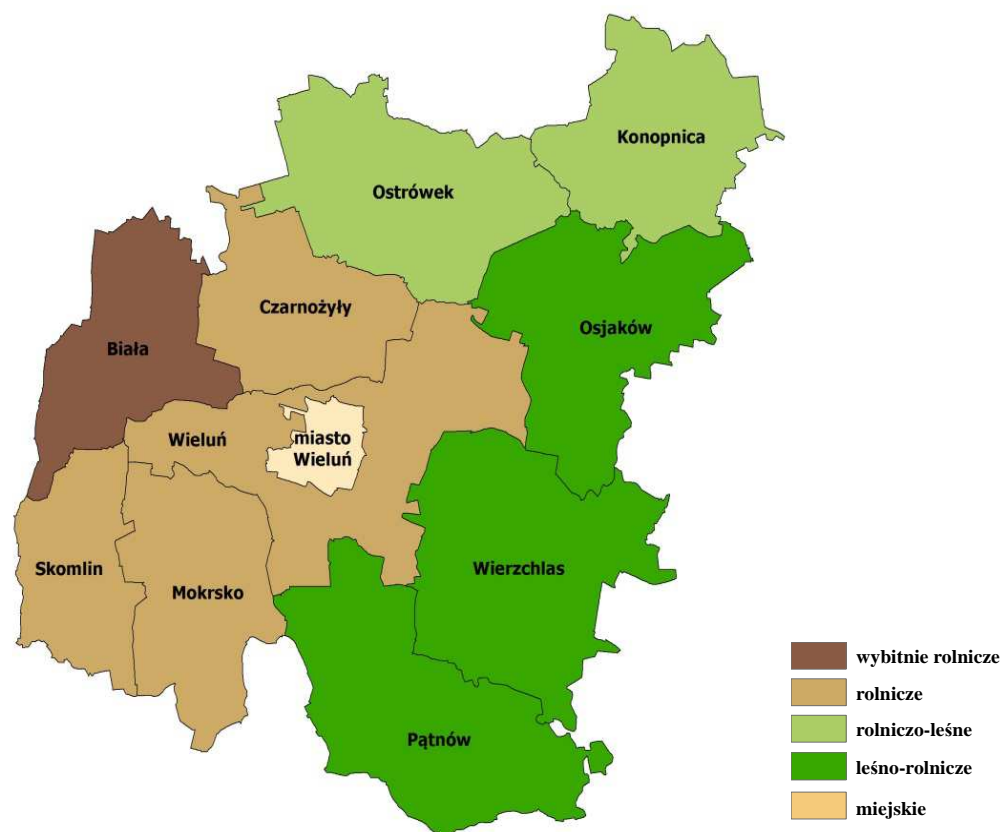 Konopnica
Ostrówek
Czarnożyły
Osjaków
Biała
Wieluń
miasto
Wieluń
Skomlin
Mokrsko
Wierzchlas
Pątnów
wybitnie rolnicze
rolnicze
rolniczo-leśne
leśno-rolnicze
miejskie